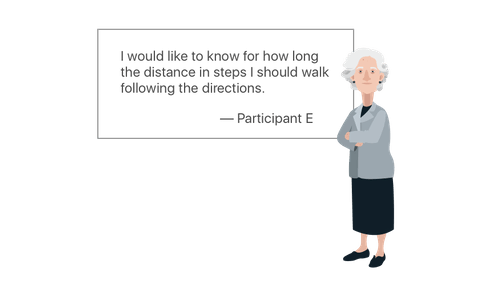 I would like to know for how long
the distance in steps I should walk
following the directions.
— Participant E